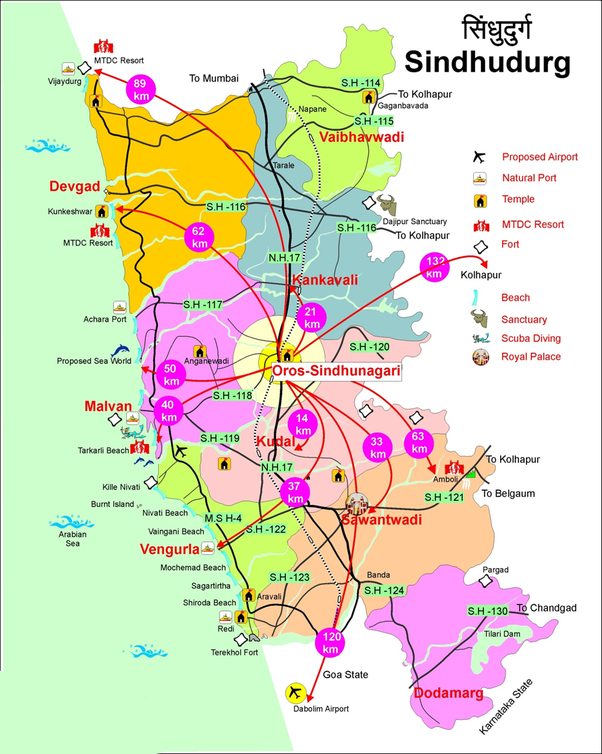 सिंधुदुर्ग
Sindhudurg
MTDC Resort
Vijaydurg
89
km
To Mumbai
S.H -114
To Kolhapur
Gaganbavada
Napane
S.H -115
Vaibhavwadi
Proposed Airport
Natural Port
Temple
MTDC Resort
Fort
Beach
Sanctuary
Scuba Diving
Royal Palace
Tarale
Devgad
Kunkeshwar
S.H -116
MTDC Resort
62
km
Dajipur Sanctuary
S.H -116
To Kolhapur
N.H.17
132
km
Kolhapur
Kankavali
S.H -117
21
km
Achara Port
Proposed Sea World
Anganewadi
S.H -120
50
km
Oros-Sindhunagari
S.H -118
Malvan
40
km
14
km
Kudal
33
km
63
km
S.H -119
Tarkarli Beach
N.H.17
To Kolhapur
Amboli
Kille Nivati
37
km
S.H -121
To Belgaum
Burnt Island
Nivati Beach
M.S H-4
Sawantwadi
Arabian
Sea
Vaingani Beach
S.H -122
Vengurla
Mochemad Beach
Sagartirtha
S.H -123
Banda
S.H -124
Pargad
Shiroda Beach
Aravali
S.H -130
To Chandgad
Redi
Tilari Dam
120
km
Terekhol Fort
Goa State
Dodamarg
Karnataka State
Dabolim Airport